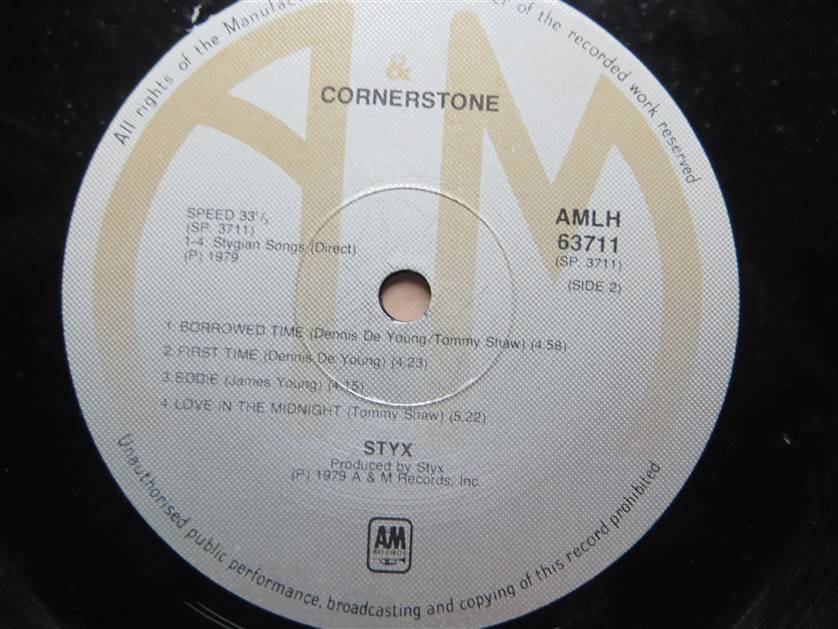 All rights of the Manufac
er of the recorded work reserved
A&M
CORNERSTONE
SPEED 33⅓
(SP. 3711)
1-4. Stygian Songs (Direct)
(P) 1979
AMLH
63711
(SP. 3711)
(SIDE 2)
1 BORROWED TIME (Dennis De Young/Tommy Shaw) (4.58)
2. FIRST TIME (Dennis De Young) (4.23)
3 EDDIE (James Young) (4.15)
4 LOVE IN THE MIDNIGHT (Tommy Shaw) (5.22)
STYX
Produced by Styx
(P) 1979 A & M Records, Inc.
AM
RECORDS
Unauthorised public performance, broadcasting and copying of this record prohibited